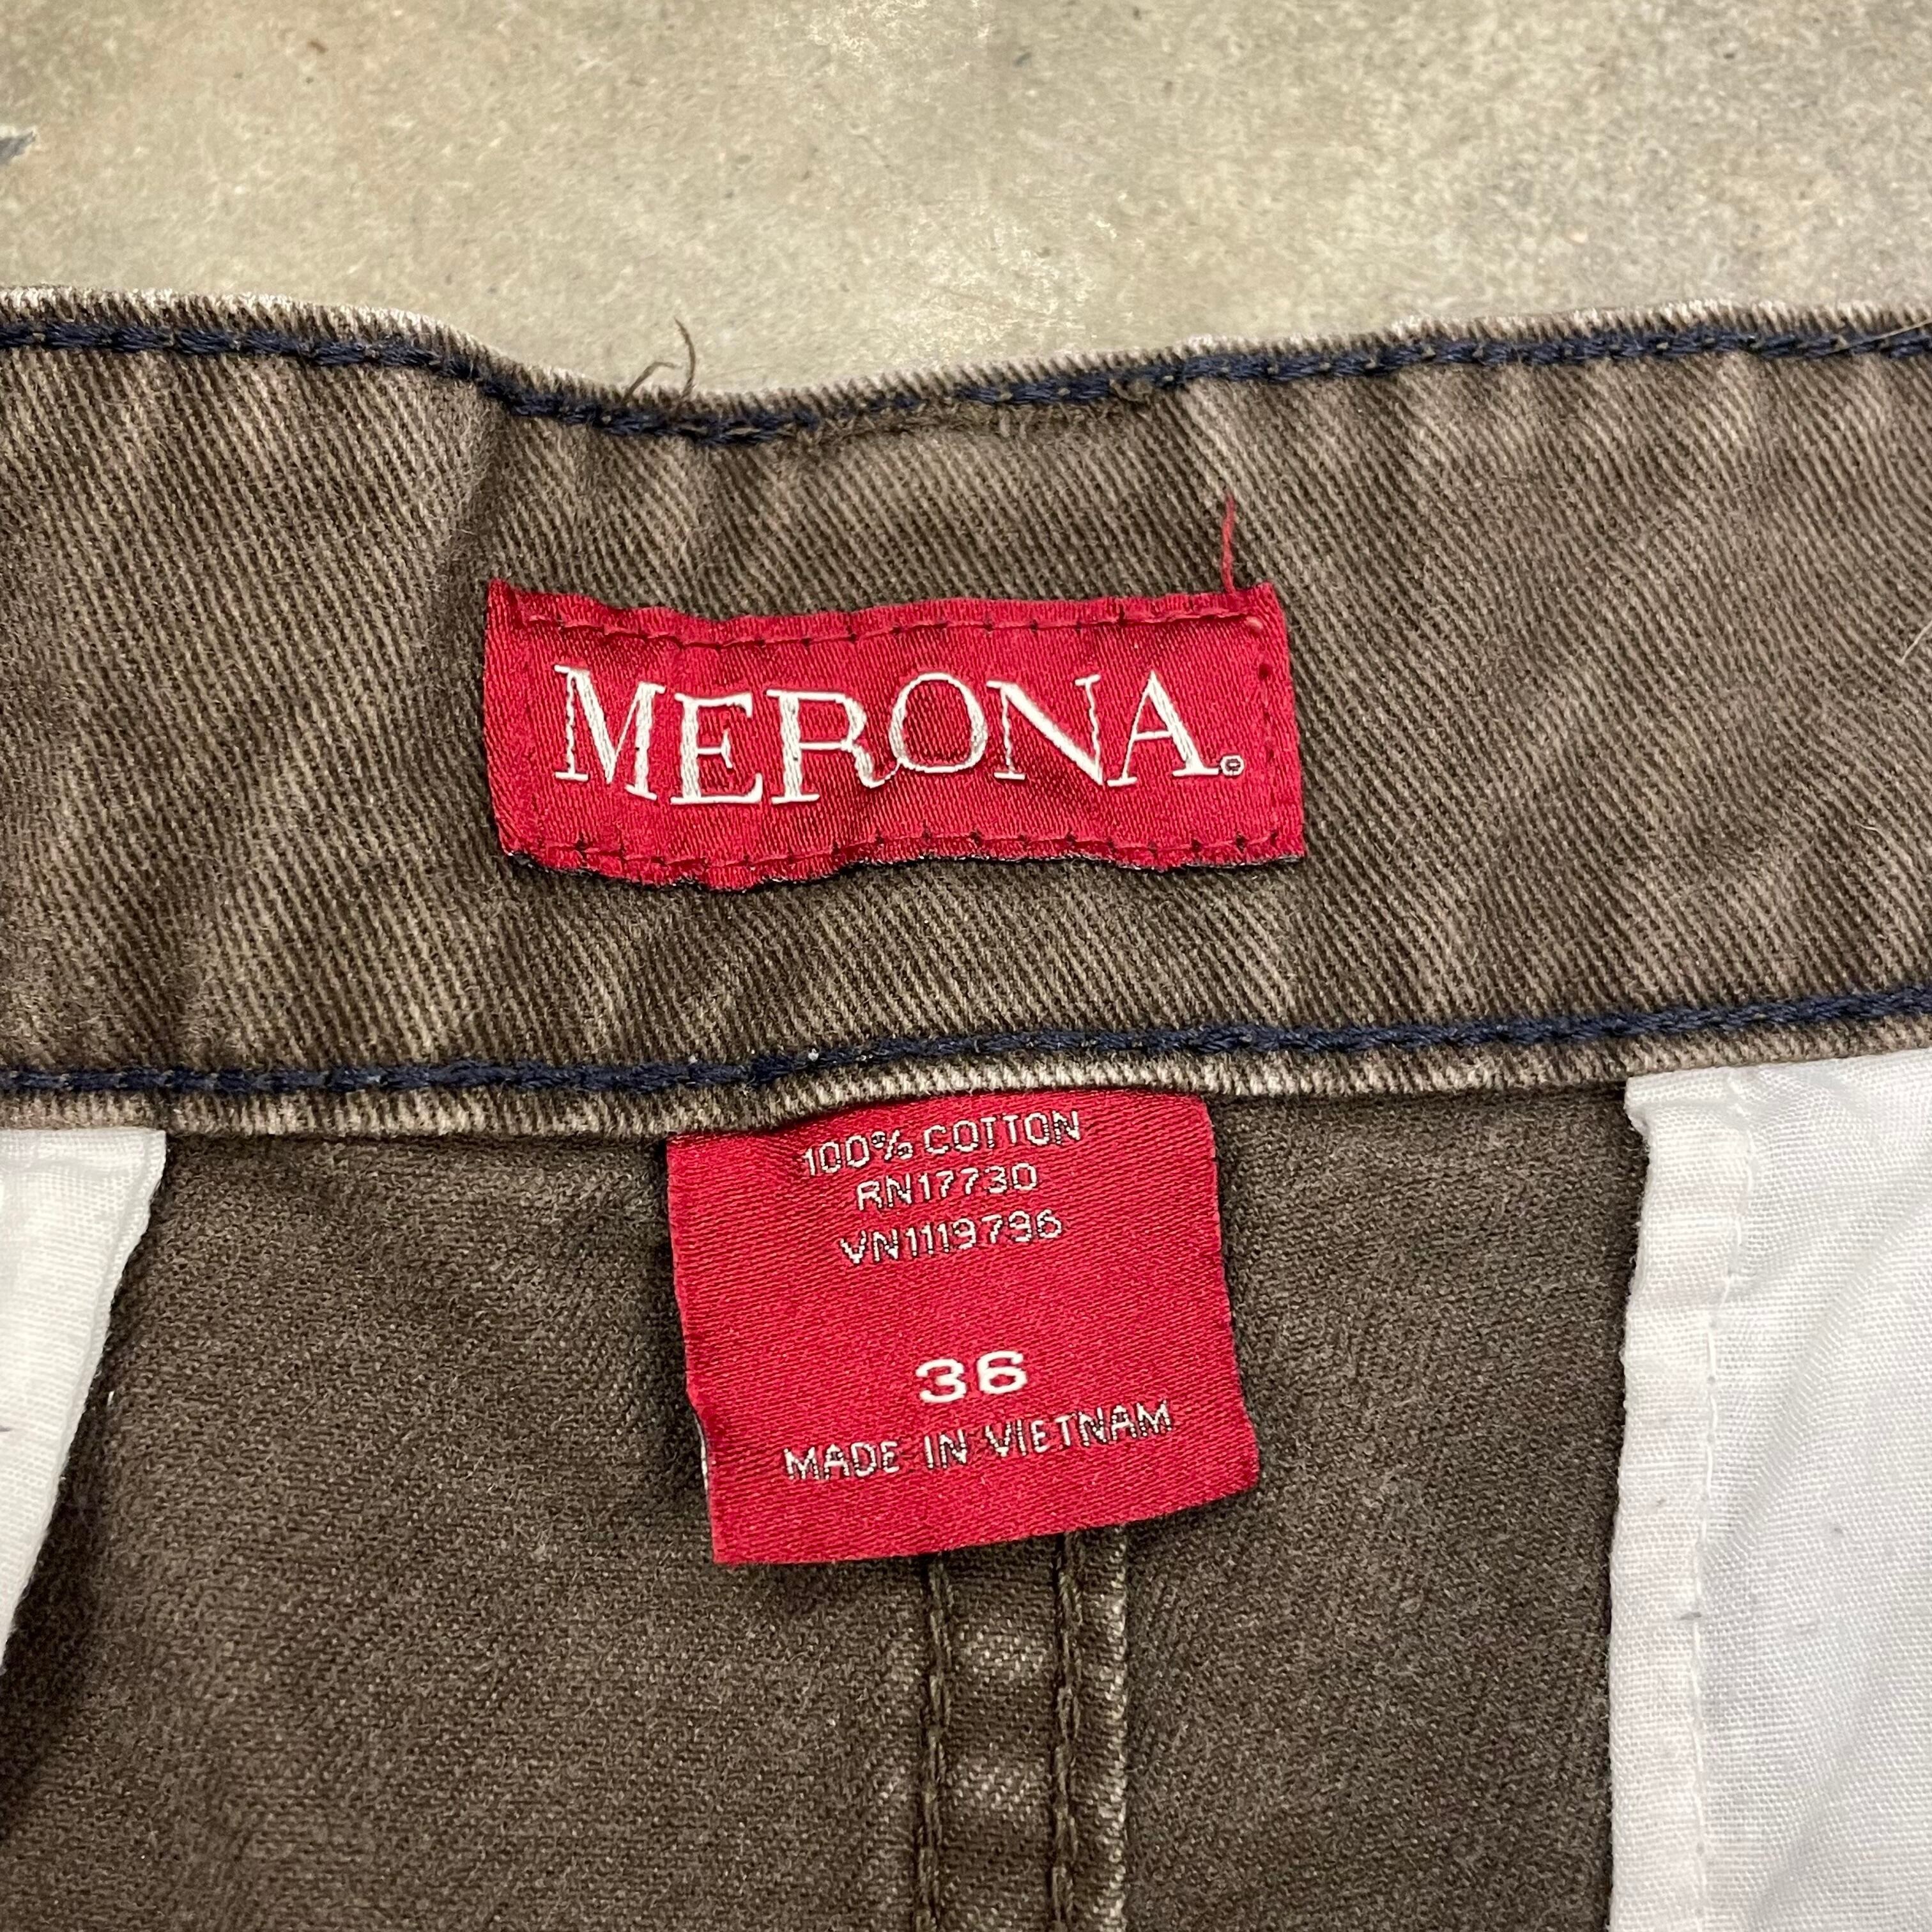 MERONA®
100% COTTON
RN17730
VN1119796
36
MADE IN VIETNAM